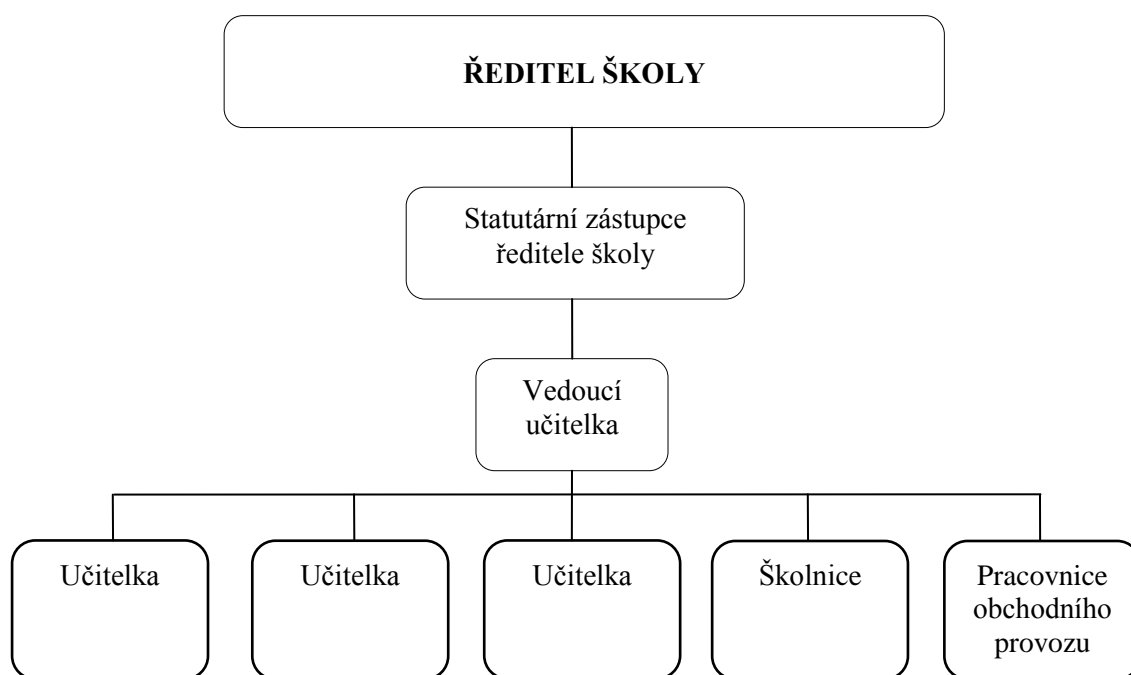 ŘEDITEL ŠKOLY
Statutární zástupce
ředitele školy
Vedoucí
učitelka
Učitelka
Učitelka
Učitelka
Školnice
Pracovnice
obchodního
provozu